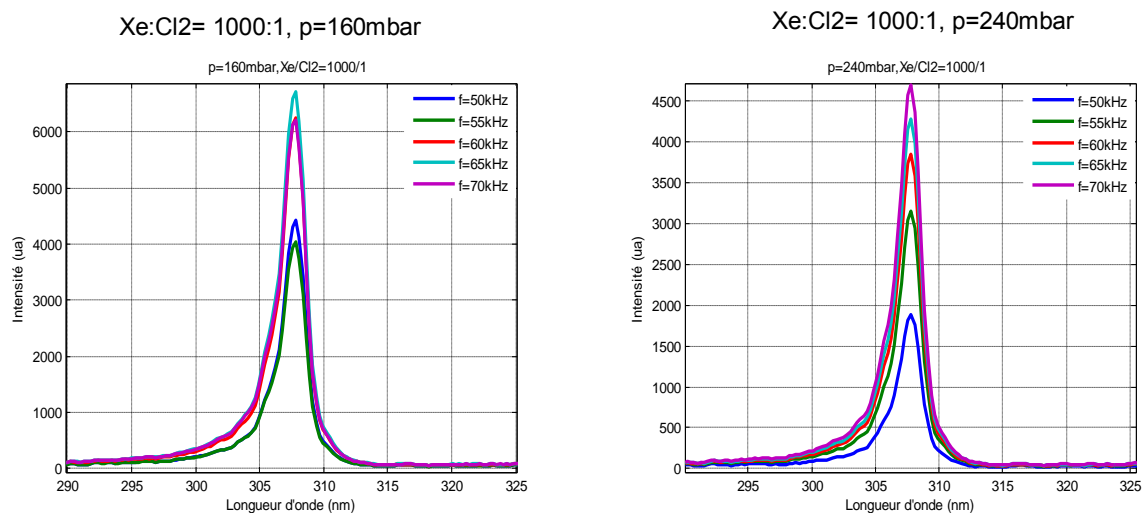 Xe:Cl2= 1000:1, p=160mbar
p=160mbar,Xe/Cl2=1000/1
Intensité (ua)
6000
5000
4000
3000
2000
1000
0
f=50kHz
f=55kHz
f=60kHz
f=65kHz
f=70kHz
290 295 300 305 310 315 320 325
Longueur d'onde (nm)
Xe:Cl2= 1000:1, p=240mbar
p=240mbar,Xe/Cl2=1000/1
Intensité (ua)
4500
4000
3500
3000
2500
2000
1500
1000
500
0
f=50kHz
f=55kHz
f=60kHz
f=65kHz
f=70kHz
295 300 305 310 315 320 325
Longueur d'onde (nm)